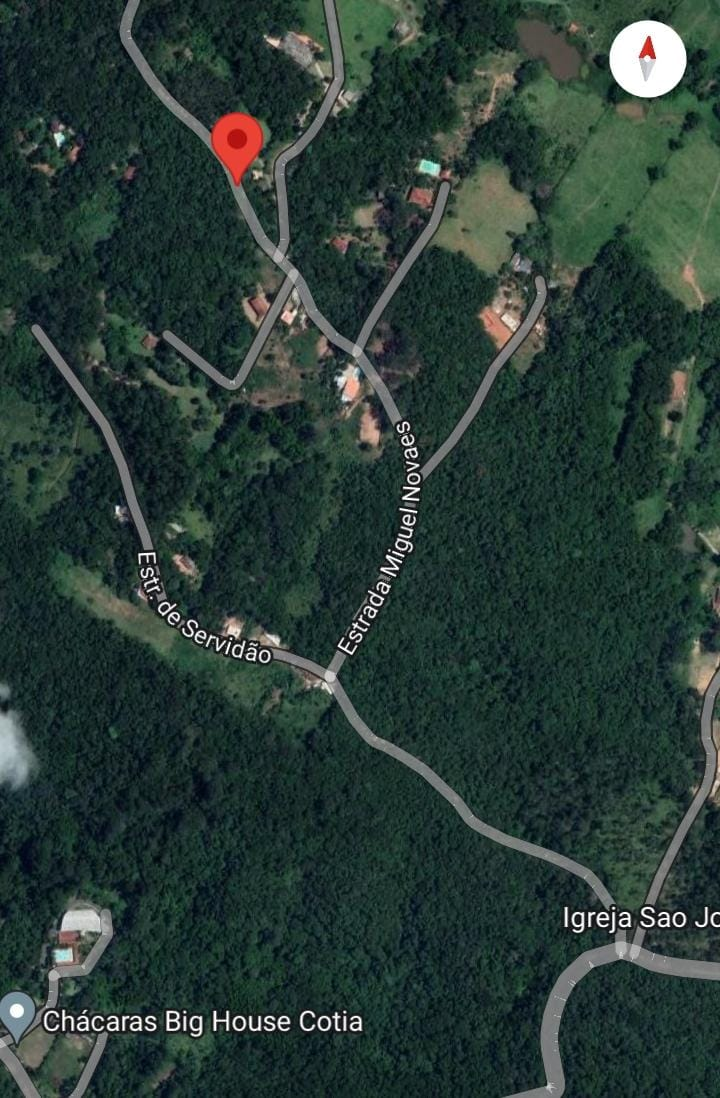 Estrada Miguel Novaes
Estr. de Servidão
Igreja Sao Jo
Chácaras Big House Cotia